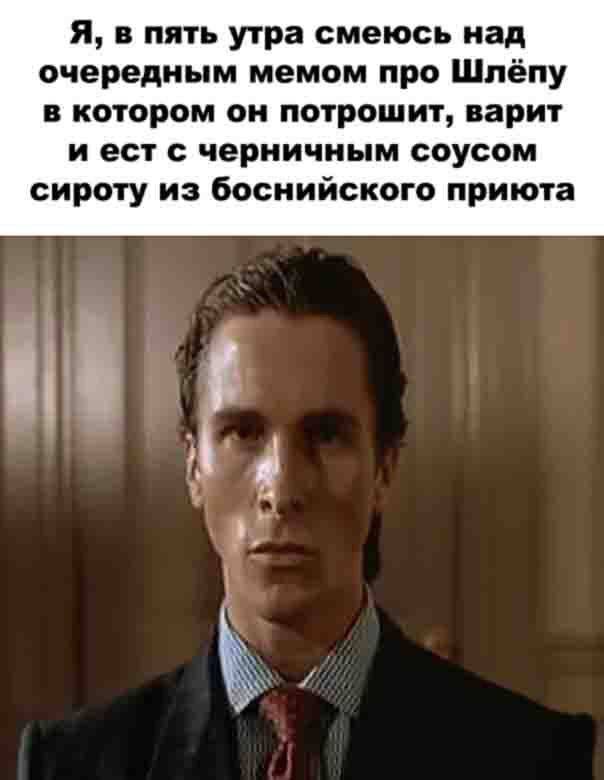 Я, в пять утра смеюсь над
очередным мемом про Шлёпу
в котором он потрошит, варит
и ест с черничным соусом
сироту из боснийского приюта